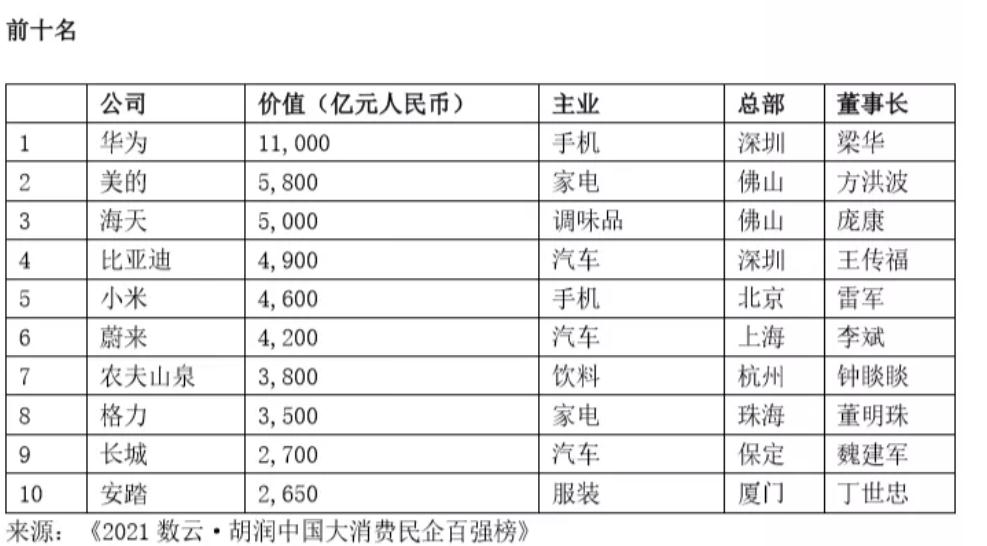 前十名
公司 价值（亿元人民币） 主业 总部 董事长
1 华为 11,000 手机 深圳 梁华
2 美的 5,800 家电 佛山 方洪波
3 海天 5,000 调味品 佛山 庞康
4 比亚迪 4,900 汽车 深圳 王传福
5 小米 4,600 手机 北京 雷军
6 蔚来 4,200 汽车 上海 李斌
7 农夫山泉 3,800 饮料 杭州 钟睒睒
8 格力 3,500 家电 珠海 董明珠
9 长城 2,700 汽车 保定 魏建军
10 安踏 2,650 服装 厦门 丁世忠
来源：《2021 数云·胡润中国大消费民企百强榜》